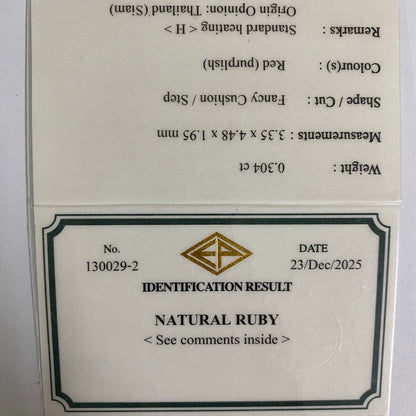 Weight : 0.304 ct
Measurements : 3.35 x 4.48 x 1.95 mm
Shape / Cut : Fancy Cushion / Step
Colour(s) : Red (purplish)
Remarks : Standard heating < H >
Origin Opinion: Thailand (Siam)
No. DATE
130029-2 23/Dec/2025
IDENTIFICATION RESULT
NATURAL RUBY
< See comments inside >